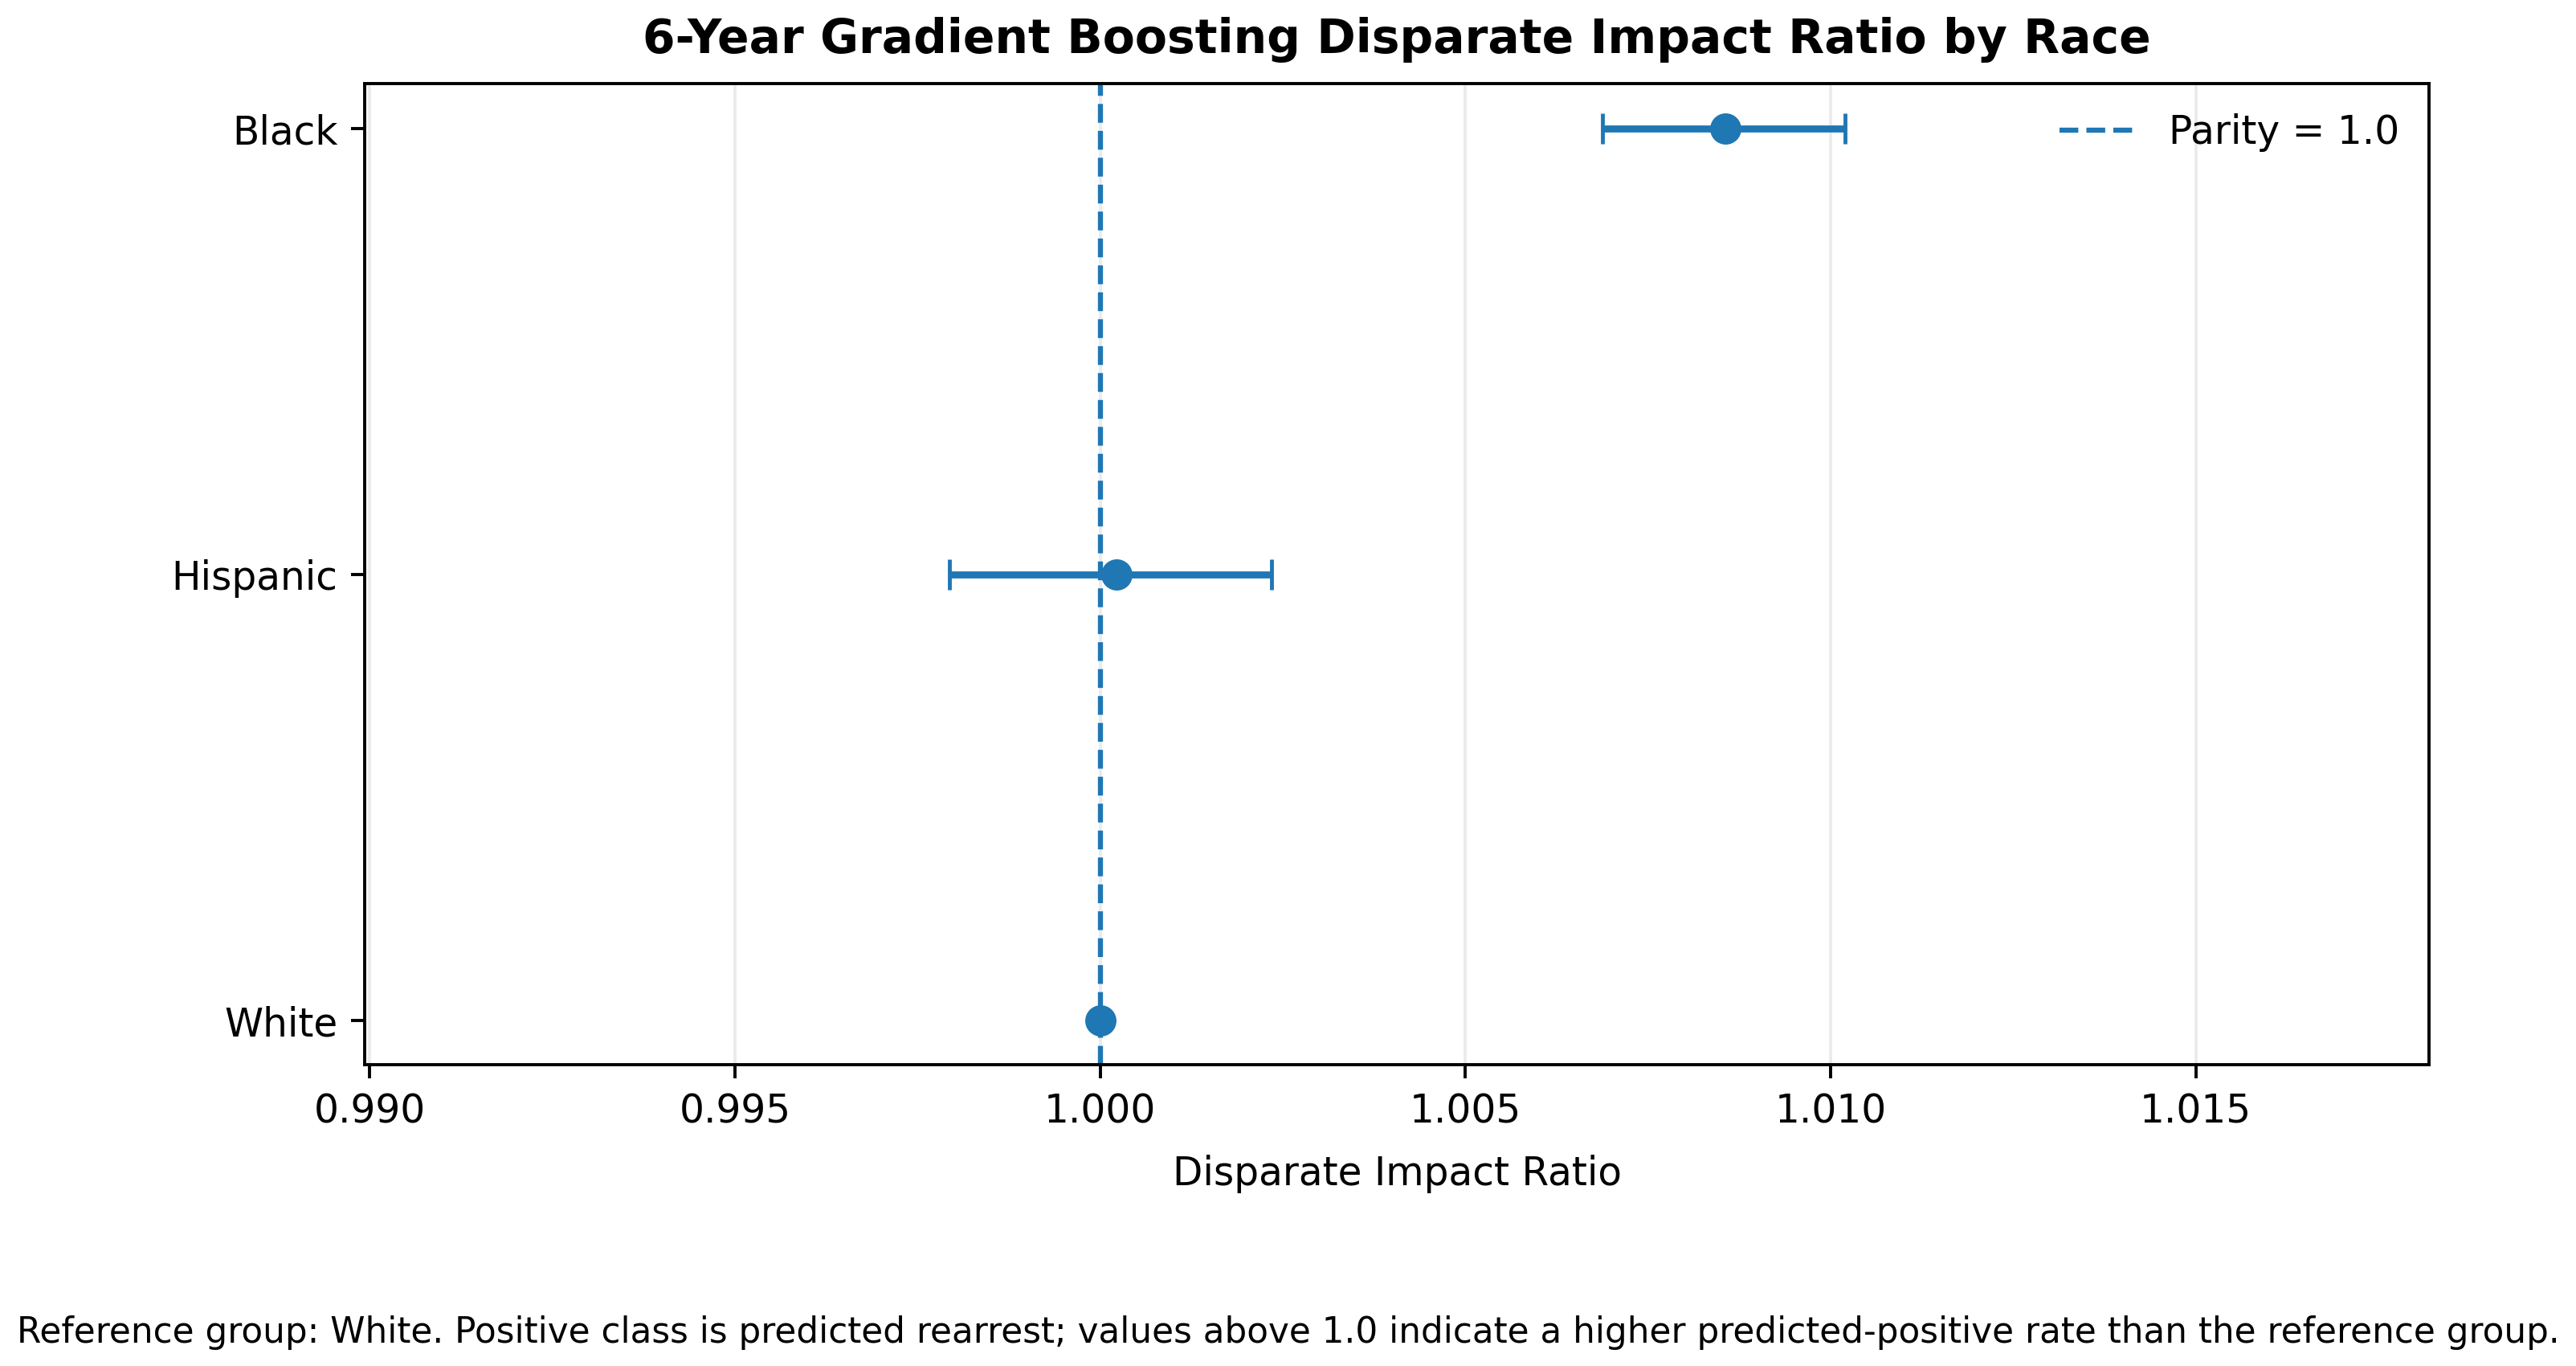 6-Year Gradient Boosting Disparate Impact Ratio by Race
Black
Parity = 1.0
Hispanic
White
0.990 0.995 1.000 1.005 1.010 1.015
Disparate Impact Ratio
Reference group: White. Positive class is predicted rearrest; values above 1.0 indicate a higher predicted-positive rate than the reference group.